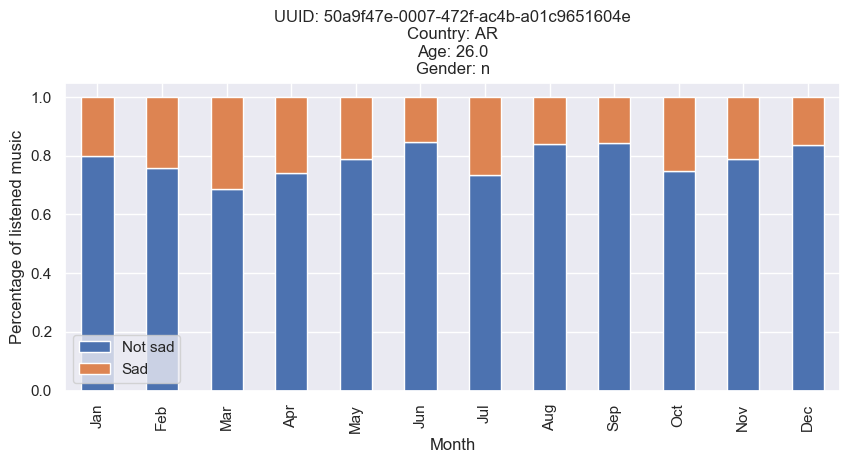 UUID: 50a9f47e-0007-472f-ac4b-a01c9651604e
Country: AR
Age: 26.0
Gender: n
Percentage of listened music
1.0
0.8
0.6
0.4
0.2
0.0
Not sad
Sad
Jan
Feb
Mar
Apr
May
Jun
Jul
Aug
Sep
Oct
Nov
Dec
Month